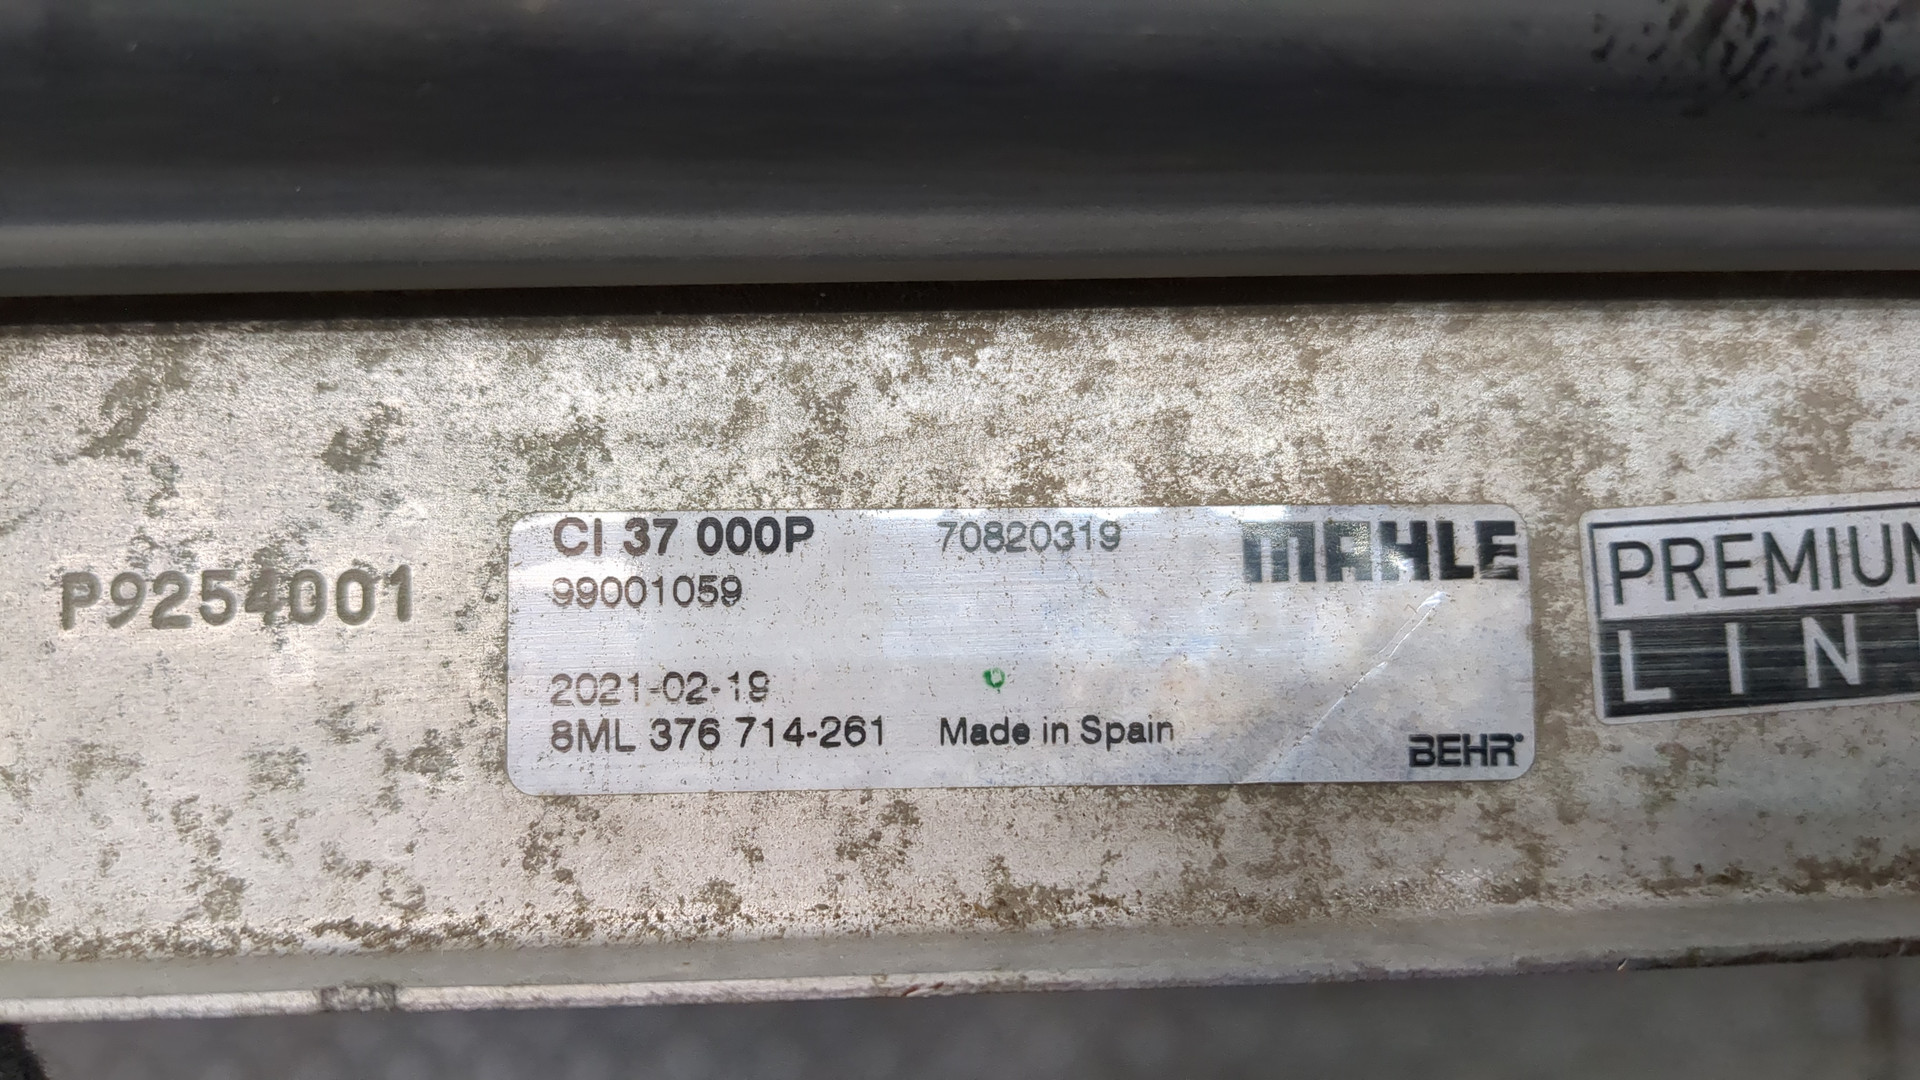 P9254001
CI 37 000P 70820319 MAHLE
99001059
2021-02-19
8ML 376 714-261 Made in Spain BEHR®
PREMIUM
LIN